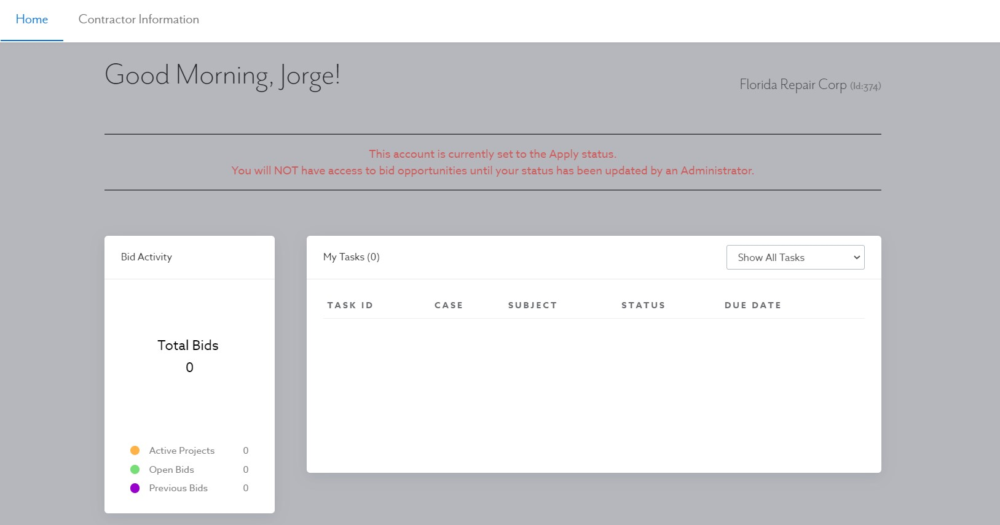 Home Contractor Information
Good Morning, Jorge!
Florida Repair Corp (Id:374)
This account is currently set to the Apply status.
You will NOT have access to bid opportunities until your status has been updated by an Administrator.
Bid Activity
Total Bids
0
Active Projects 0
Open Bids 0
Previous Bids 0
My Tasks (0)
Show All Tasks
TASK ID CASE SUBJECT STATUS DUE DATE